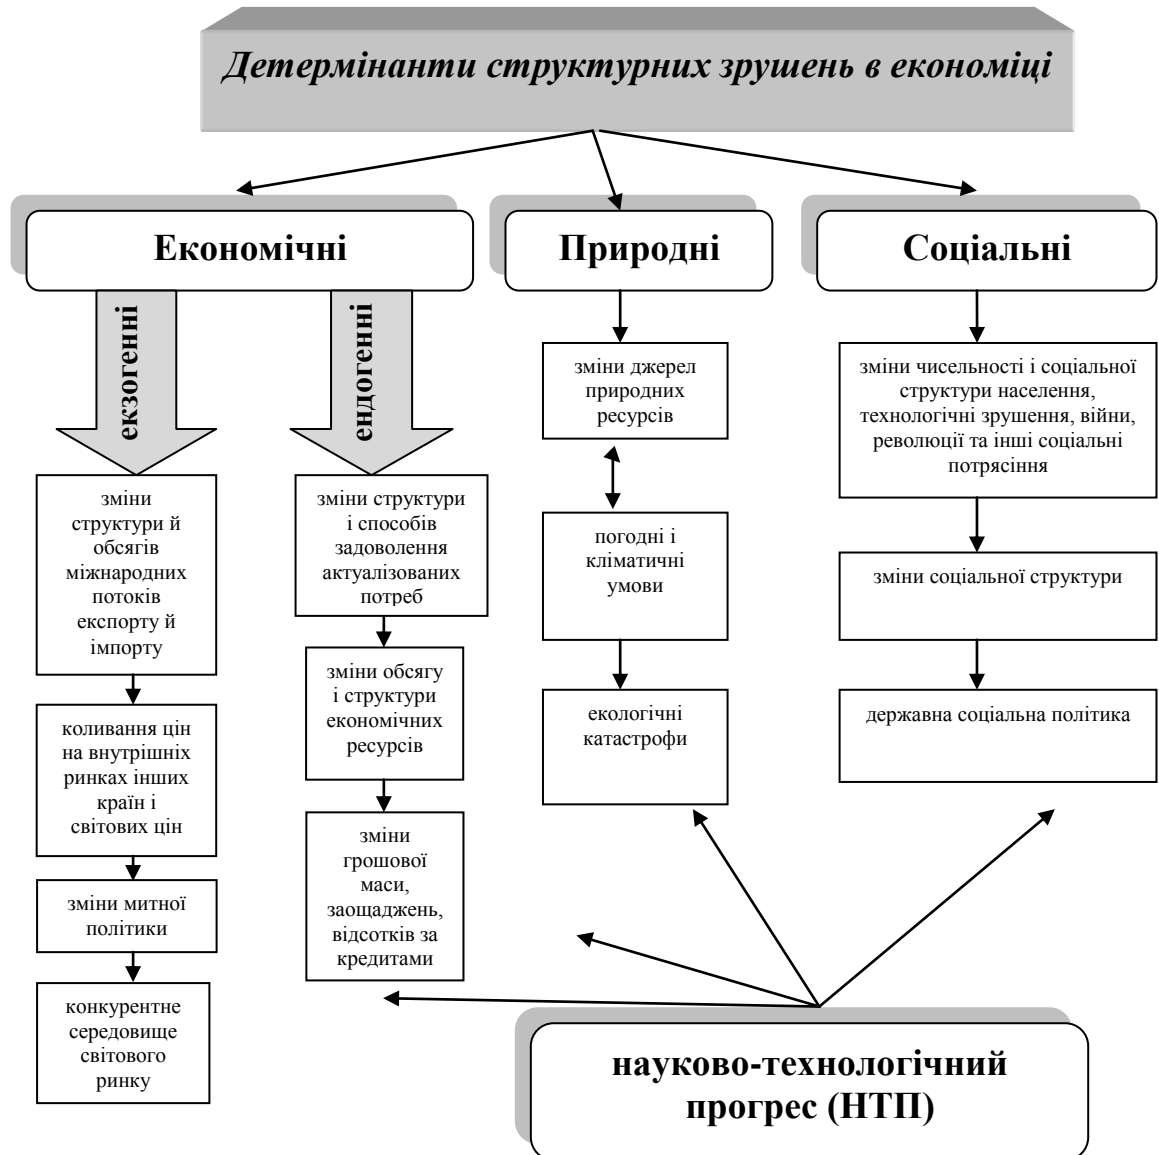 Детермінанти структурних зрушень в економіці
Економічні
Природні
Соціальні
екзогенні
ендогенні
зміни
структури й
обсягів
міжнародних
потоків
експорту й
імпорту
коливання цін
на внутрішніх
ринках інших
країн і
світових цін
зміни митної
політики
конкурентне
середовище
світового
ринку
зміни структури
і способів
задоволення
актуалізованих
потреб
зміни обсягу
і структури
економічних
ресурсів
зміни
грошової
маси,
заощаджень,
відсотків за
кредитами
зміни джерел
природних
ресурсів
погодні і
кліматичні
умови
екологічні
катастрофи
зміни чисельності і соціальної
структури населення,
технологічні зрушення, війни,
революції та інші соціальні
потрясіння
зміни соціальної структури
державна соціальна політика
науково-технологічний
прогрес (НТП)